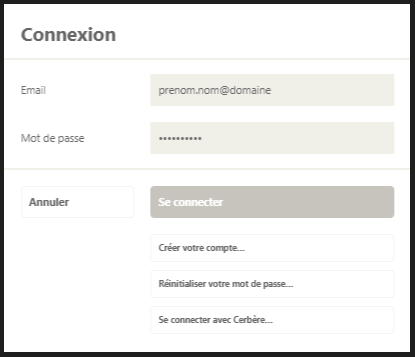 Connexion
Email
prenom.nom@domaine
Mot de passe
••••••••••
Annuler
Se connecter
Créer votre compte...
Réinitialiser votre mot de passe...
Se connecter avec Cerbère...